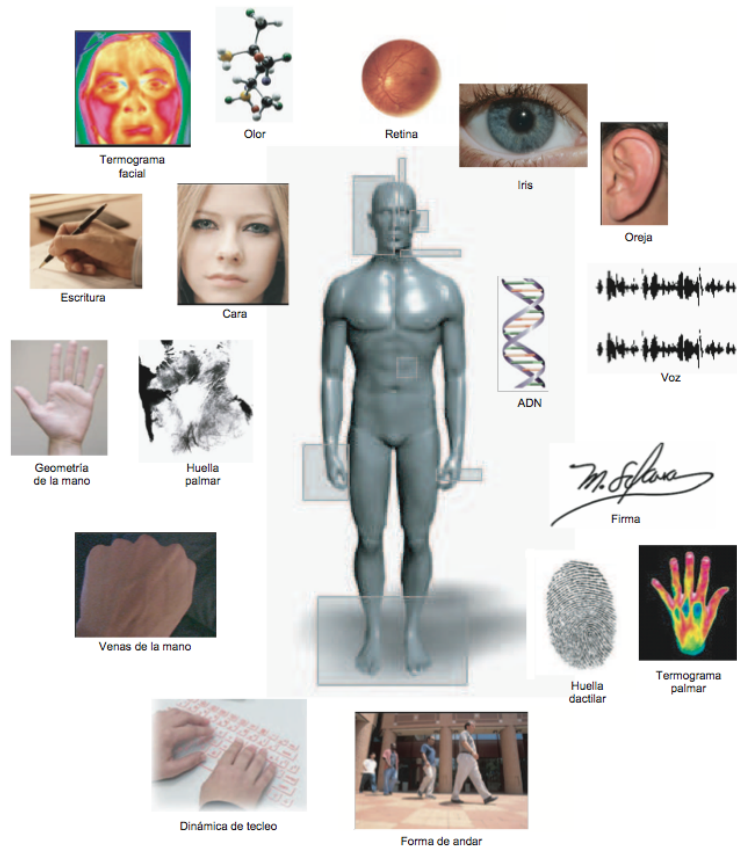 Olor
Retina
Termograma
facial
Iris
Oreja
Escritura
Cara
Voz
ADN
Geometría
de la mano
Huella
palmar
Firma
Venas de la mano
Huella
dactilar
Termograma
palmar
Dinámica de tecleo
Forma de andar